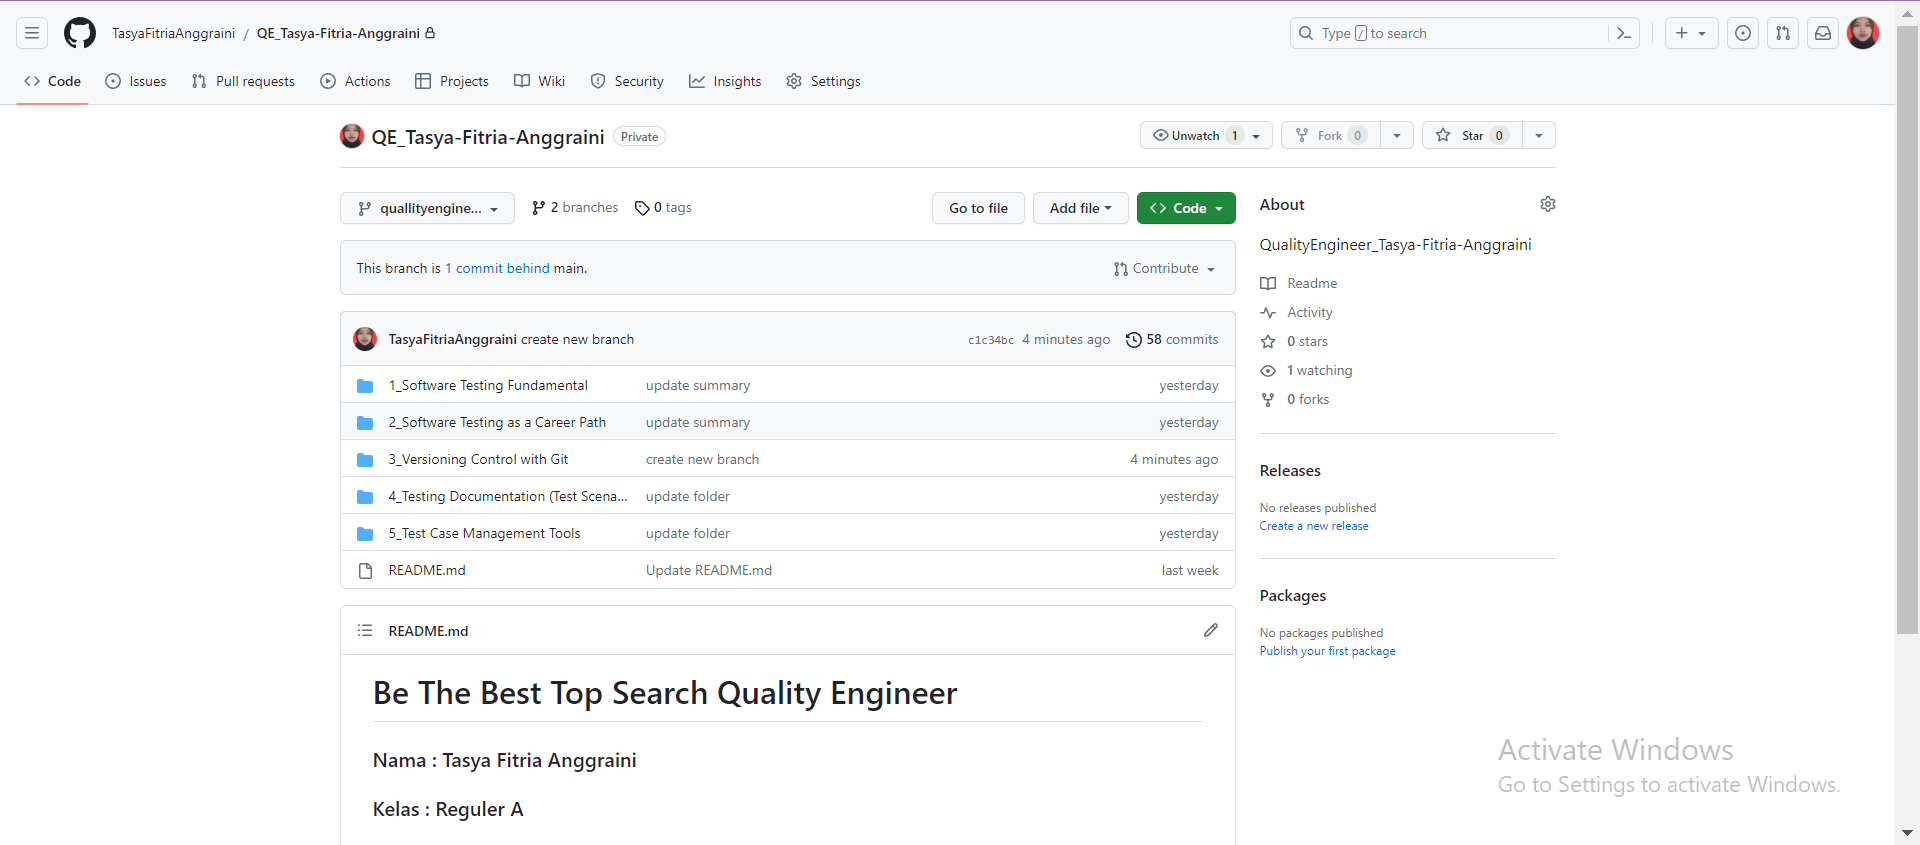 TasyaFitriaAnggraini / QE_Tasya-Fitria-Anggraini
Type / to search
Code Issues Pull requests Actions Projects Wiki Security Insights Settings
QE_Tasya-Fitria-Anggraini Private
Unwatch 1 Fork 0 Star 0
quallityengine... 2 branches 0 tags
Go to file Add file Code
This branch is 1 commit behind main.
Contribute
TasyaFitriaAnggraini create new branch c1c34bc 4 minutes ago 58 commits
1_Software Testing Fundamental update summary yesterday
2_Software Testing as a Career Path update summary yesterday
3_Versioning Control with Git create new branch 4 minutes ago
4_Testing Documentation (Test Scena... update folder yesterday
5_Test Case Management Tools update folder yesterday
README.md Update README.md last week
README.md
Be The Best Top Search Quality Engineer
Nama : Tasya Fitria Anggraini
Kelas : Reguler A
About
QualityEngineer_Tasya-Fitria-Anggraini
Readme
Activity
0 stars
1 watching
0 forks
Releases
No releases published
Create a new release
Packages
No packages published
Publish your first package
Activate Windows
Go to Settings to activate Windows.